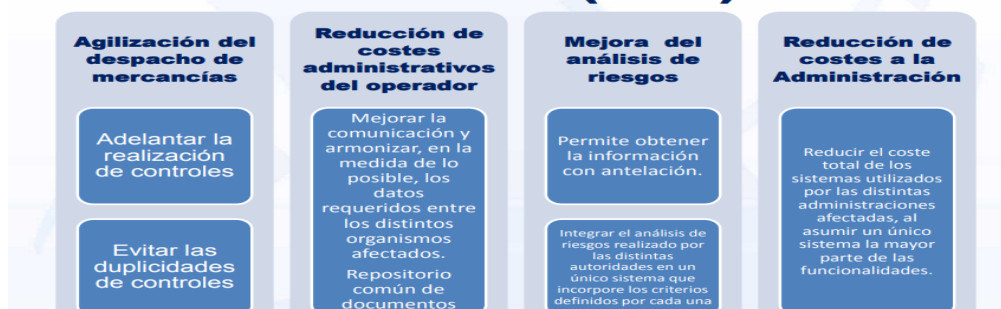 Agilización del
despacho de
mercancías
Adelantar la
realización
de controles
Evitar las
duplicidades
de controles
Reducción de
costes
administrativos
del operador
Mejorar la
comunicación y
armonizar, en la
medida de lo
posible, los
datos
requeridos entre
los distintos
organismos
afectados.
Repositorio
común de
documentos
Mejora del
análisis de
riesgos
Permite obtener
la información
con antelación.
Integrar el análisis de
riesgos realizado por
las distintas
autoridades en un
único sistema que
incorpore los criterios
definidos por cada una
Reducción de
costes a la
Administración
Reducir el coste
total de los
sistemas utilizados
por las distintas
administraciones
afectadas, al
asumir un único
sistema la mayor
parte de las
funcionalidades.